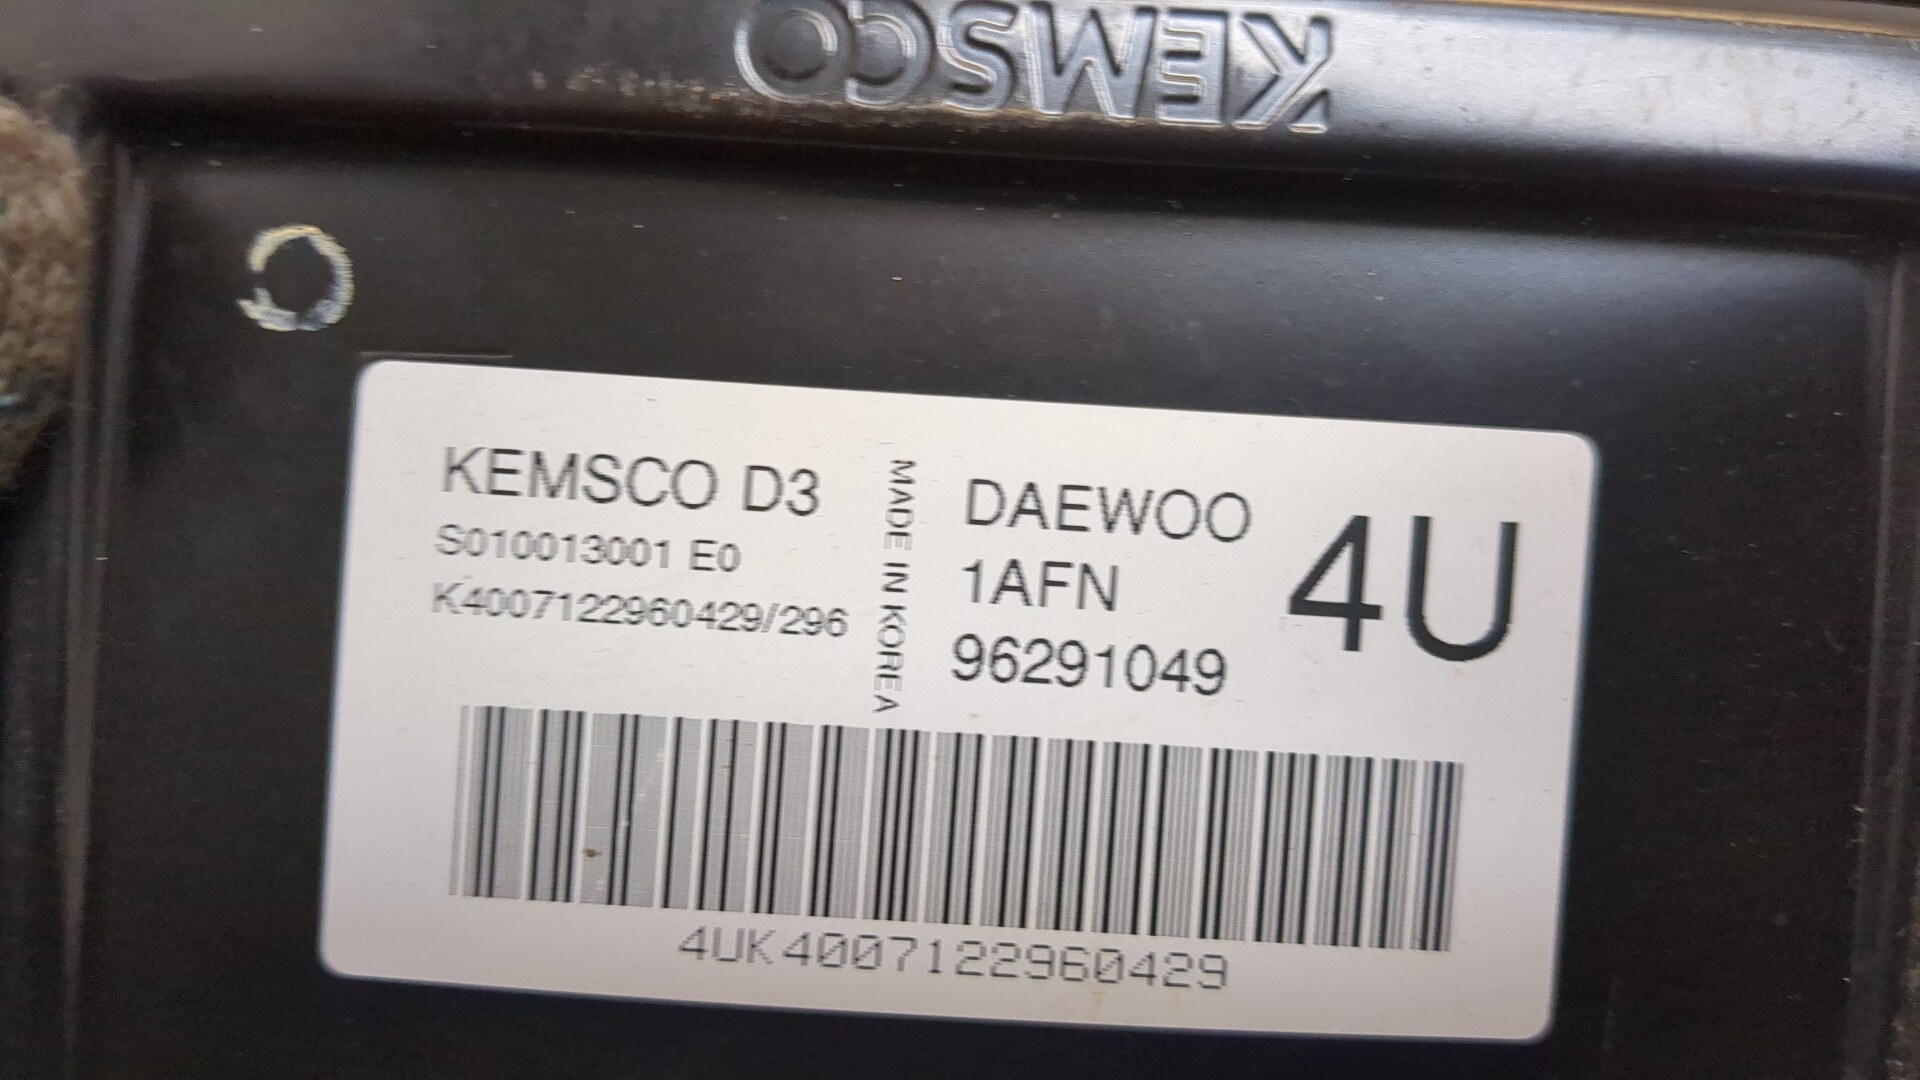 KEMSCO
KEMSCO D3
S010013001 E0
K4007122960429/296
MADE IN KOREA
DAEWOO
1AFN
96291049
4U
4UK4007122960429